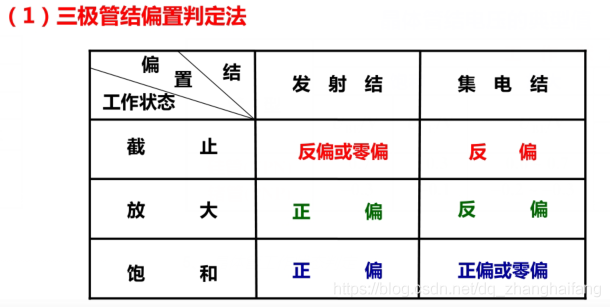 （1）三极管结偏置判定法
偏 置 结
工作状态
发 射 结
集 电 结
截 止
反偏或零偏
反 偏
放 大
正 偏
反 偏
饱 和
正 偏
正偏或零偏
https://blog.csdn.net/dq_zhanghaifang